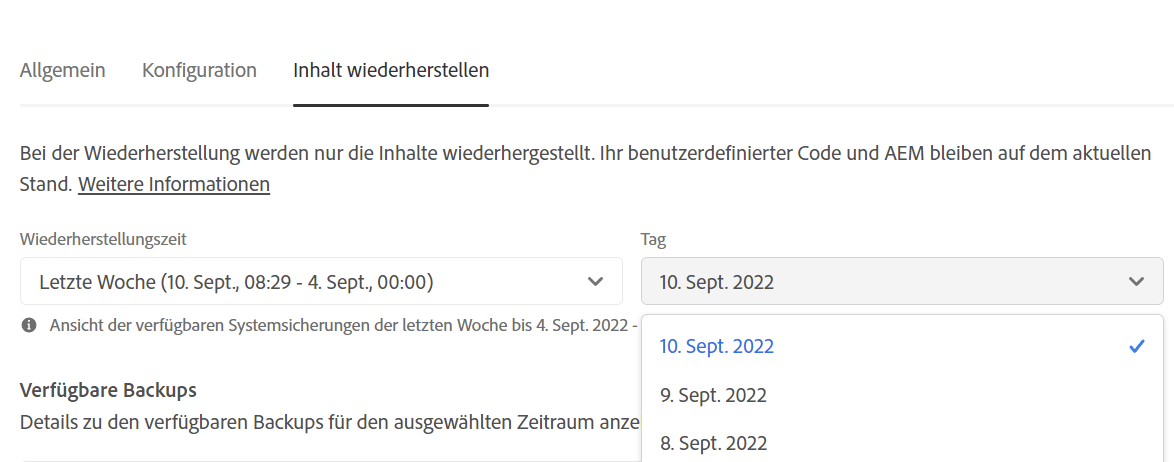 Allgemein Konfiguration Inhalt wiederherstellen
Bei der Wiederherstellung werden nur die Inhalte wiederhergestellt. Ihr benutzerdefinierter Code und AEM bleiben auf dem aktuellen
Stand. Weitere Informationen
Wiederherstellungszeit Tag
Letzte Woche (10. Sept., 08:29 - 4. Sept., 00:00) 10. Sept. 2022
Ansicht der verfügbaren Systemsicherungen der letzten Woche bis 4. Sept. 2022 -
10. Sept. 2022
Verfügbare Backups 9. Sept. 2022
Details zu den verfügbaren Backups für den ausgewählten Zeitraum anze
8. Sept. 2022